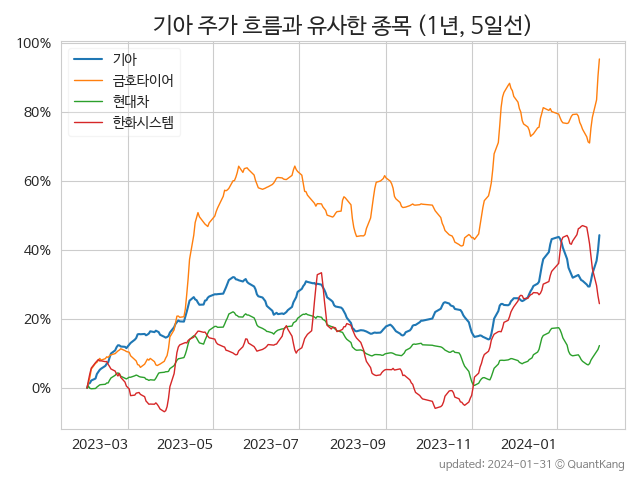 기아 주가 흐름과 유사한 종목 (1년, 5일선)
100%
80%
60%
40%
20%
0%
기아
금호타이어
현대차
한화시스템
2023-03 2023-05 2023-07 2023-09 2023-11 2024-01
updated: 2024-01-31 © QuantKang